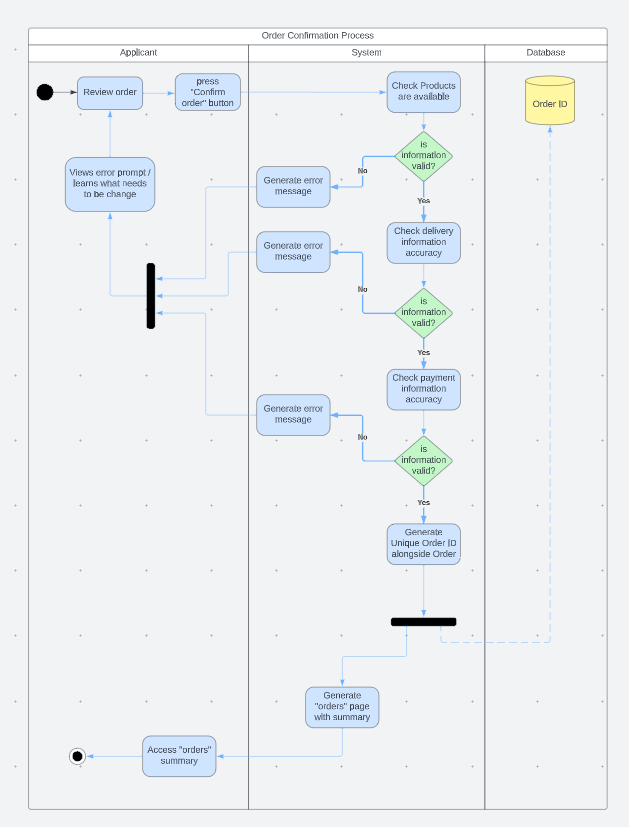 Order Confirmation Process
Applicant
System
Database
Review order
press
"Confirm
order" button
Check Products
are available
Order ID
is
information
valid?
No
Generate error
message
Yes
Views error prompt /
learns what needs
to be change
Check delivery
information
accuracy
Generate error
message
No
is
information
valid?
Yes
Check payment
information
accuracy
Generate error
message
No
is
information
valid?
Yes
Generate
Unique Order ID
alongside Order
Generate
"orders" page
with summary
Access "orders"
summary